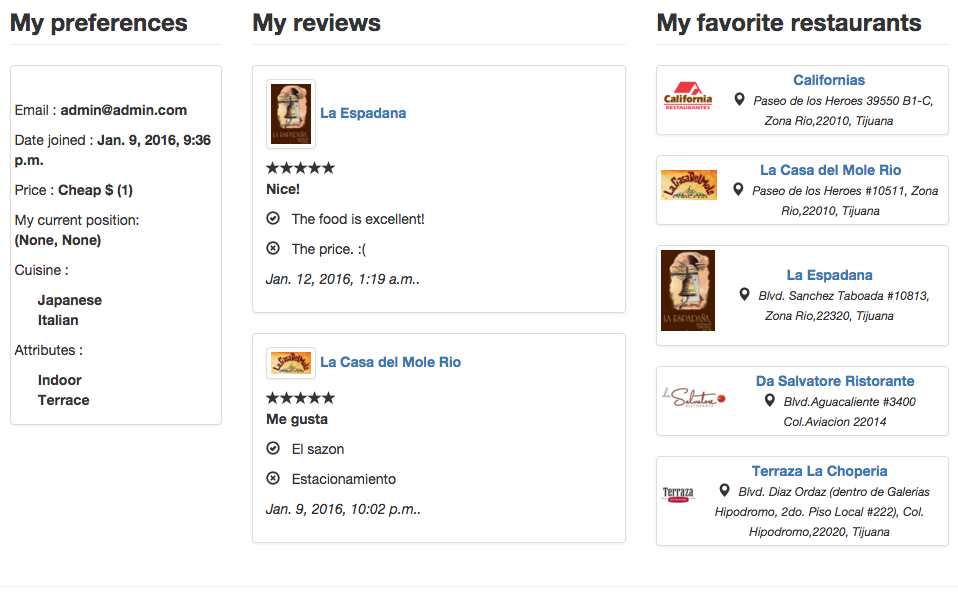 My preferences
Email : admin@admin.com
Date joined : Jan. 9, 2016, 9:36
p.m.
Price : Cheap $ (1)
My current position:
(None, None)
Cuisine :
Japanese
Italian
Attributes :
Indoor
Terrace
My reviews
LA ESPADAÑA
La Espadana
★★★★★
Nice!
The food is excellent!
The price. :(
Jan. 12, 2016, 1:19 a.m..
La Casa Del Mole
La Casa del Mole Rio
★★★★★
Me gusta
El sazon
Estacionamiento
Jan. 9, 2016, 10:02 p.m..
My favorite restaurants
California
RESTAURANTES
Californias
Paseo de los Heroes 39550 B1-C,
Zona Rio,22010, Tijuana
La Casa Del Mole
La Casa del Mole Rio
Paseo de los Heroes #10511, Zona
Rio,22010, Tijuana
LA ESPADAÑA
La Espadana
Blvd. Sanchez Taboada #10813,
Zona Rio,22320, Tijuana
Salvatore
RISTORANTE
Da Salvatore Ristorante
Blvd.Aguacaliente #3400
Col.Aviacion 22014
Terraza
Terraza La Choperia
Blvd. Diaz Ordaz (dentro de Galerias
Hipodromo, 2do. Piso Local #222), Col.
Hipodromo,22020, Tijuana